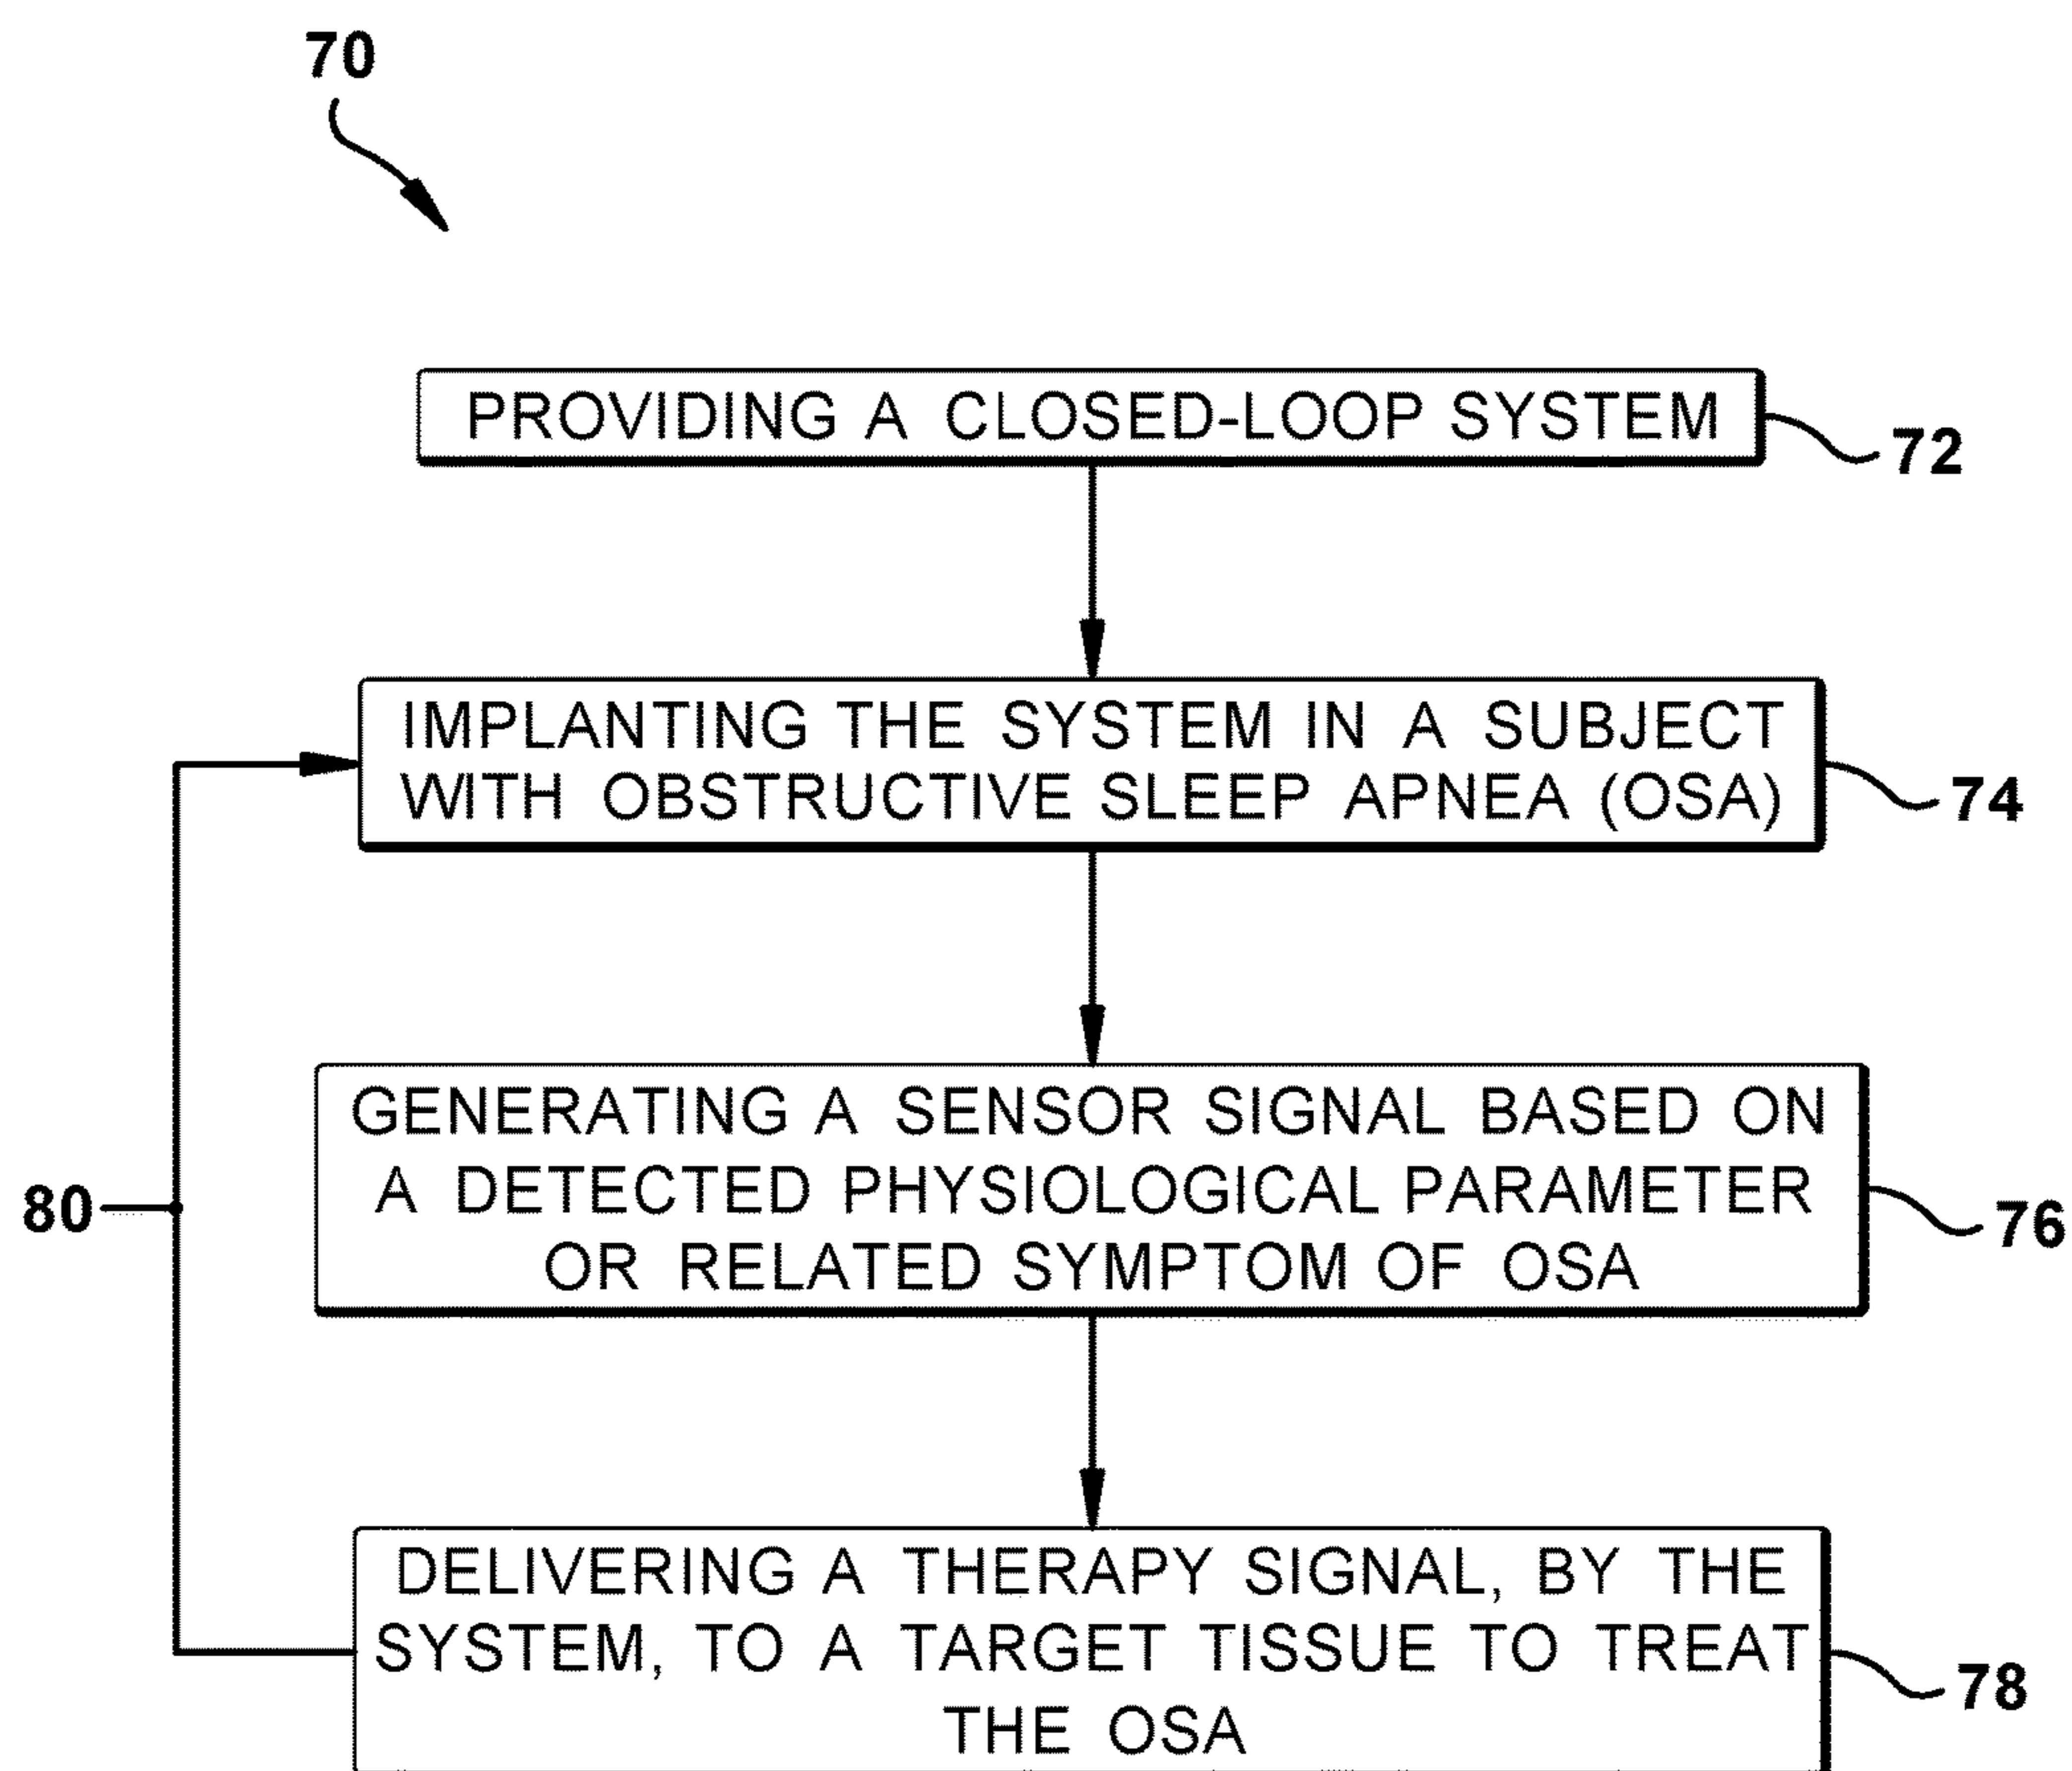 70
PROVIDING A CLOSED-LOOP SYSTEM
72
IMPLANTING THE SYSTEM IN A SUBJECT
WITH OBSTRUCTIVE SLEEP APNEA (OSA)
74
GENERATING A SENSOR SIGNAL BASED ON
A DETECTED PHYSIOLOGICAL PARAMETER
OR RELATED SYMPTOM OF OSA
76
80
DELIVERING A THERAPY SIGNAL, BY THE
SYSTEM, TO A TARGET TISSUE TO TREAT
THE OSA
78